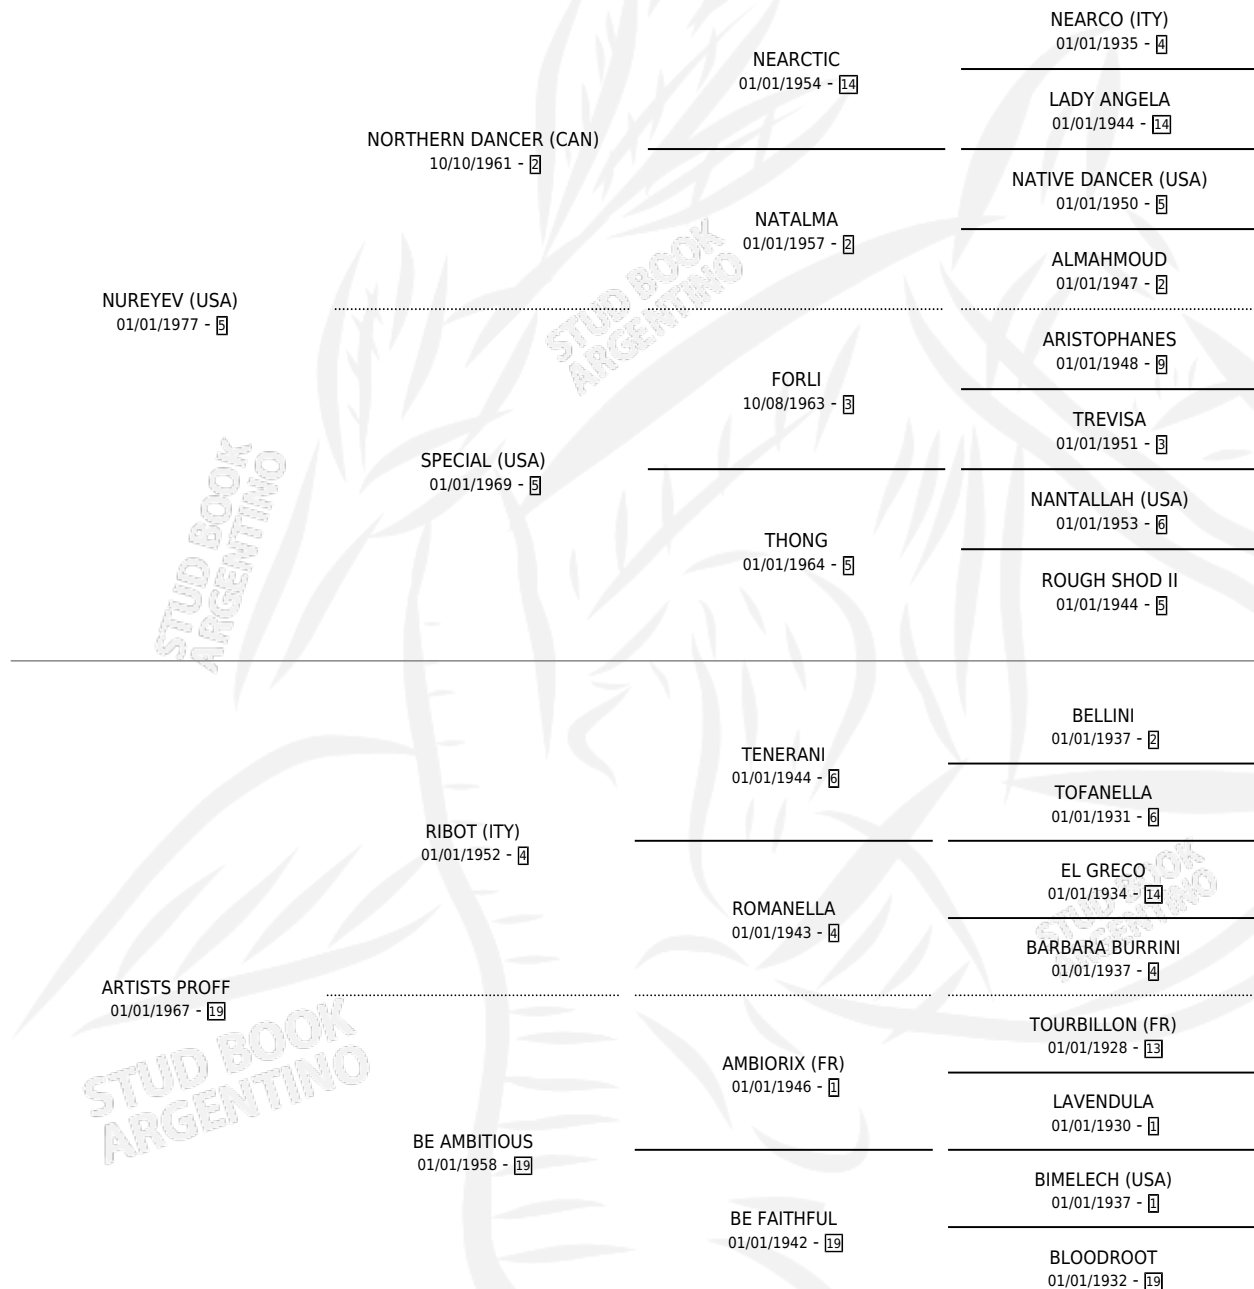 NEARCO (ITY)
01/01/1935 - 4
NEARCTIC
01/01/1954 - 14
LADY ANGELA
01/01/1944 - 14
NORTHERN DANCER (CAN)
10/10/1961 - 2
NATIVE DANCER (USA)
01/01/1950 - 5
NATALMA
01/01/1957 - 2
ALMAHMOUD
01/01/1947 - 2
STUD BOOK
ARGENTINO
NUREYEV (USA)
01/01/1977 - 5
ARISTOPHANES
01/01/1948 - 9
FORLI
10/08/1963 - 3
TREVISA
01/01/1951 - 3
SPECIAL (USA)
01/01/1969 - 5
NANTALLAH (USA)
01/01/1953 - 6
THONG
01/01/1964 - 5
ROUGH SHOD II
01/01/1944 - 5
STUD BOOK
ARGENTINO
BELLINI
01/01/1937 - 2
TENERANI
01/01/1944 - 6
TOFANELLA
01/01/1931 - 6
RIBOT (ITY)
01/01/1952 - 4
EL GRECO
01/01/1934 - 14
ROMANELLA
01/01/1943 - 4
BARBARA BURRINI
01/01/1937 - 4
STUD BOOK
ARGENTINO
ARTISTS PROFF
01/01/1967 - 19
TOURBILLON (FR)
01/01/1928 - 13
AMBIORIX (FR)
01/01/1946 - 1
LAVENDULA
01/01/1930 - 1
STUD BOOK
ARGENTINO
BE AMBITIOUS
01/01/1958 - 19
BIMELECH (USA)
01/01/1937 - 1
BE FAITHFUL
01/01/1942 - 19
BLOODROOT
01/01/1932 - 19